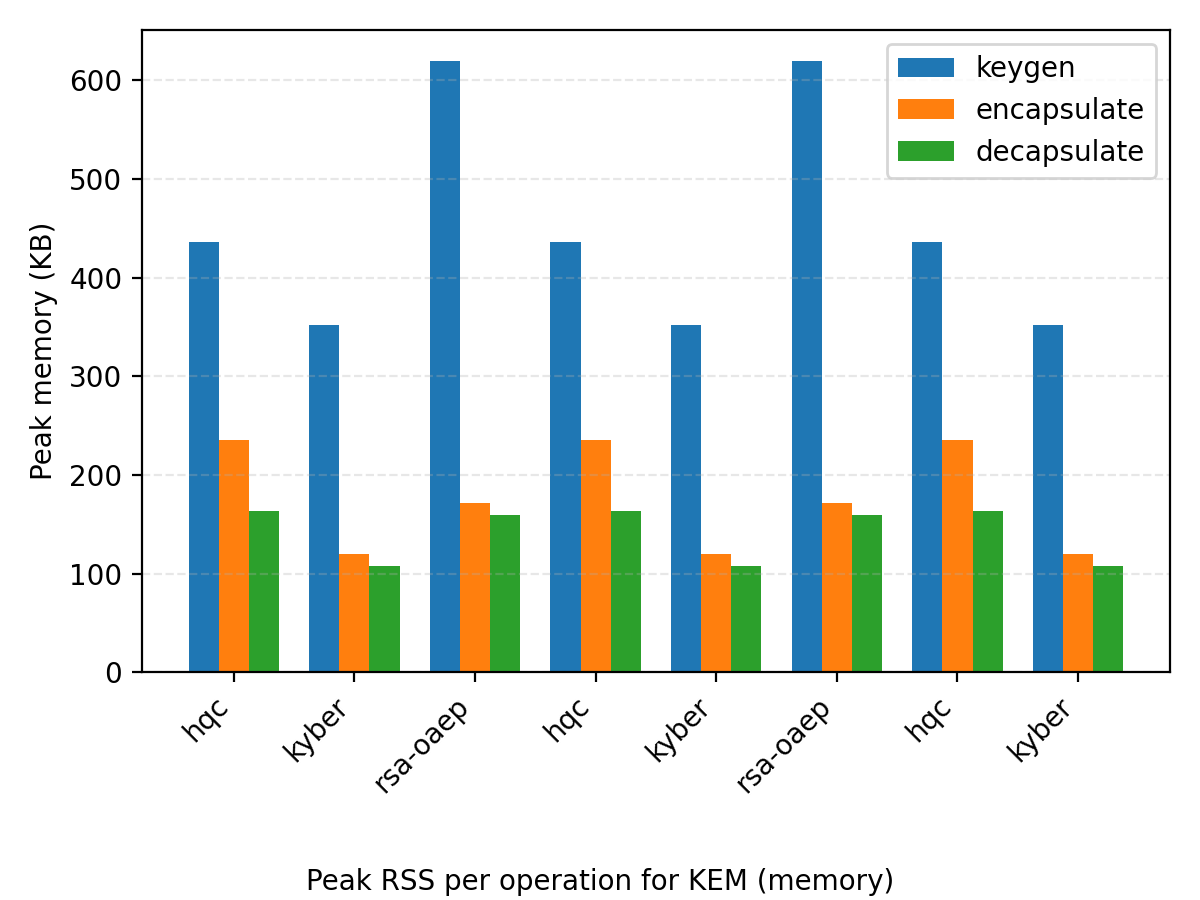 keygen
encapsulate
decapsulate
Peak memory (KB)
600
500
400
300
200
100
0
hqc
kyber
rsa-oaep
hqc
kyber
rsa-oaep
hqc
kyber
Peak RSS per operation for KEM (memory)